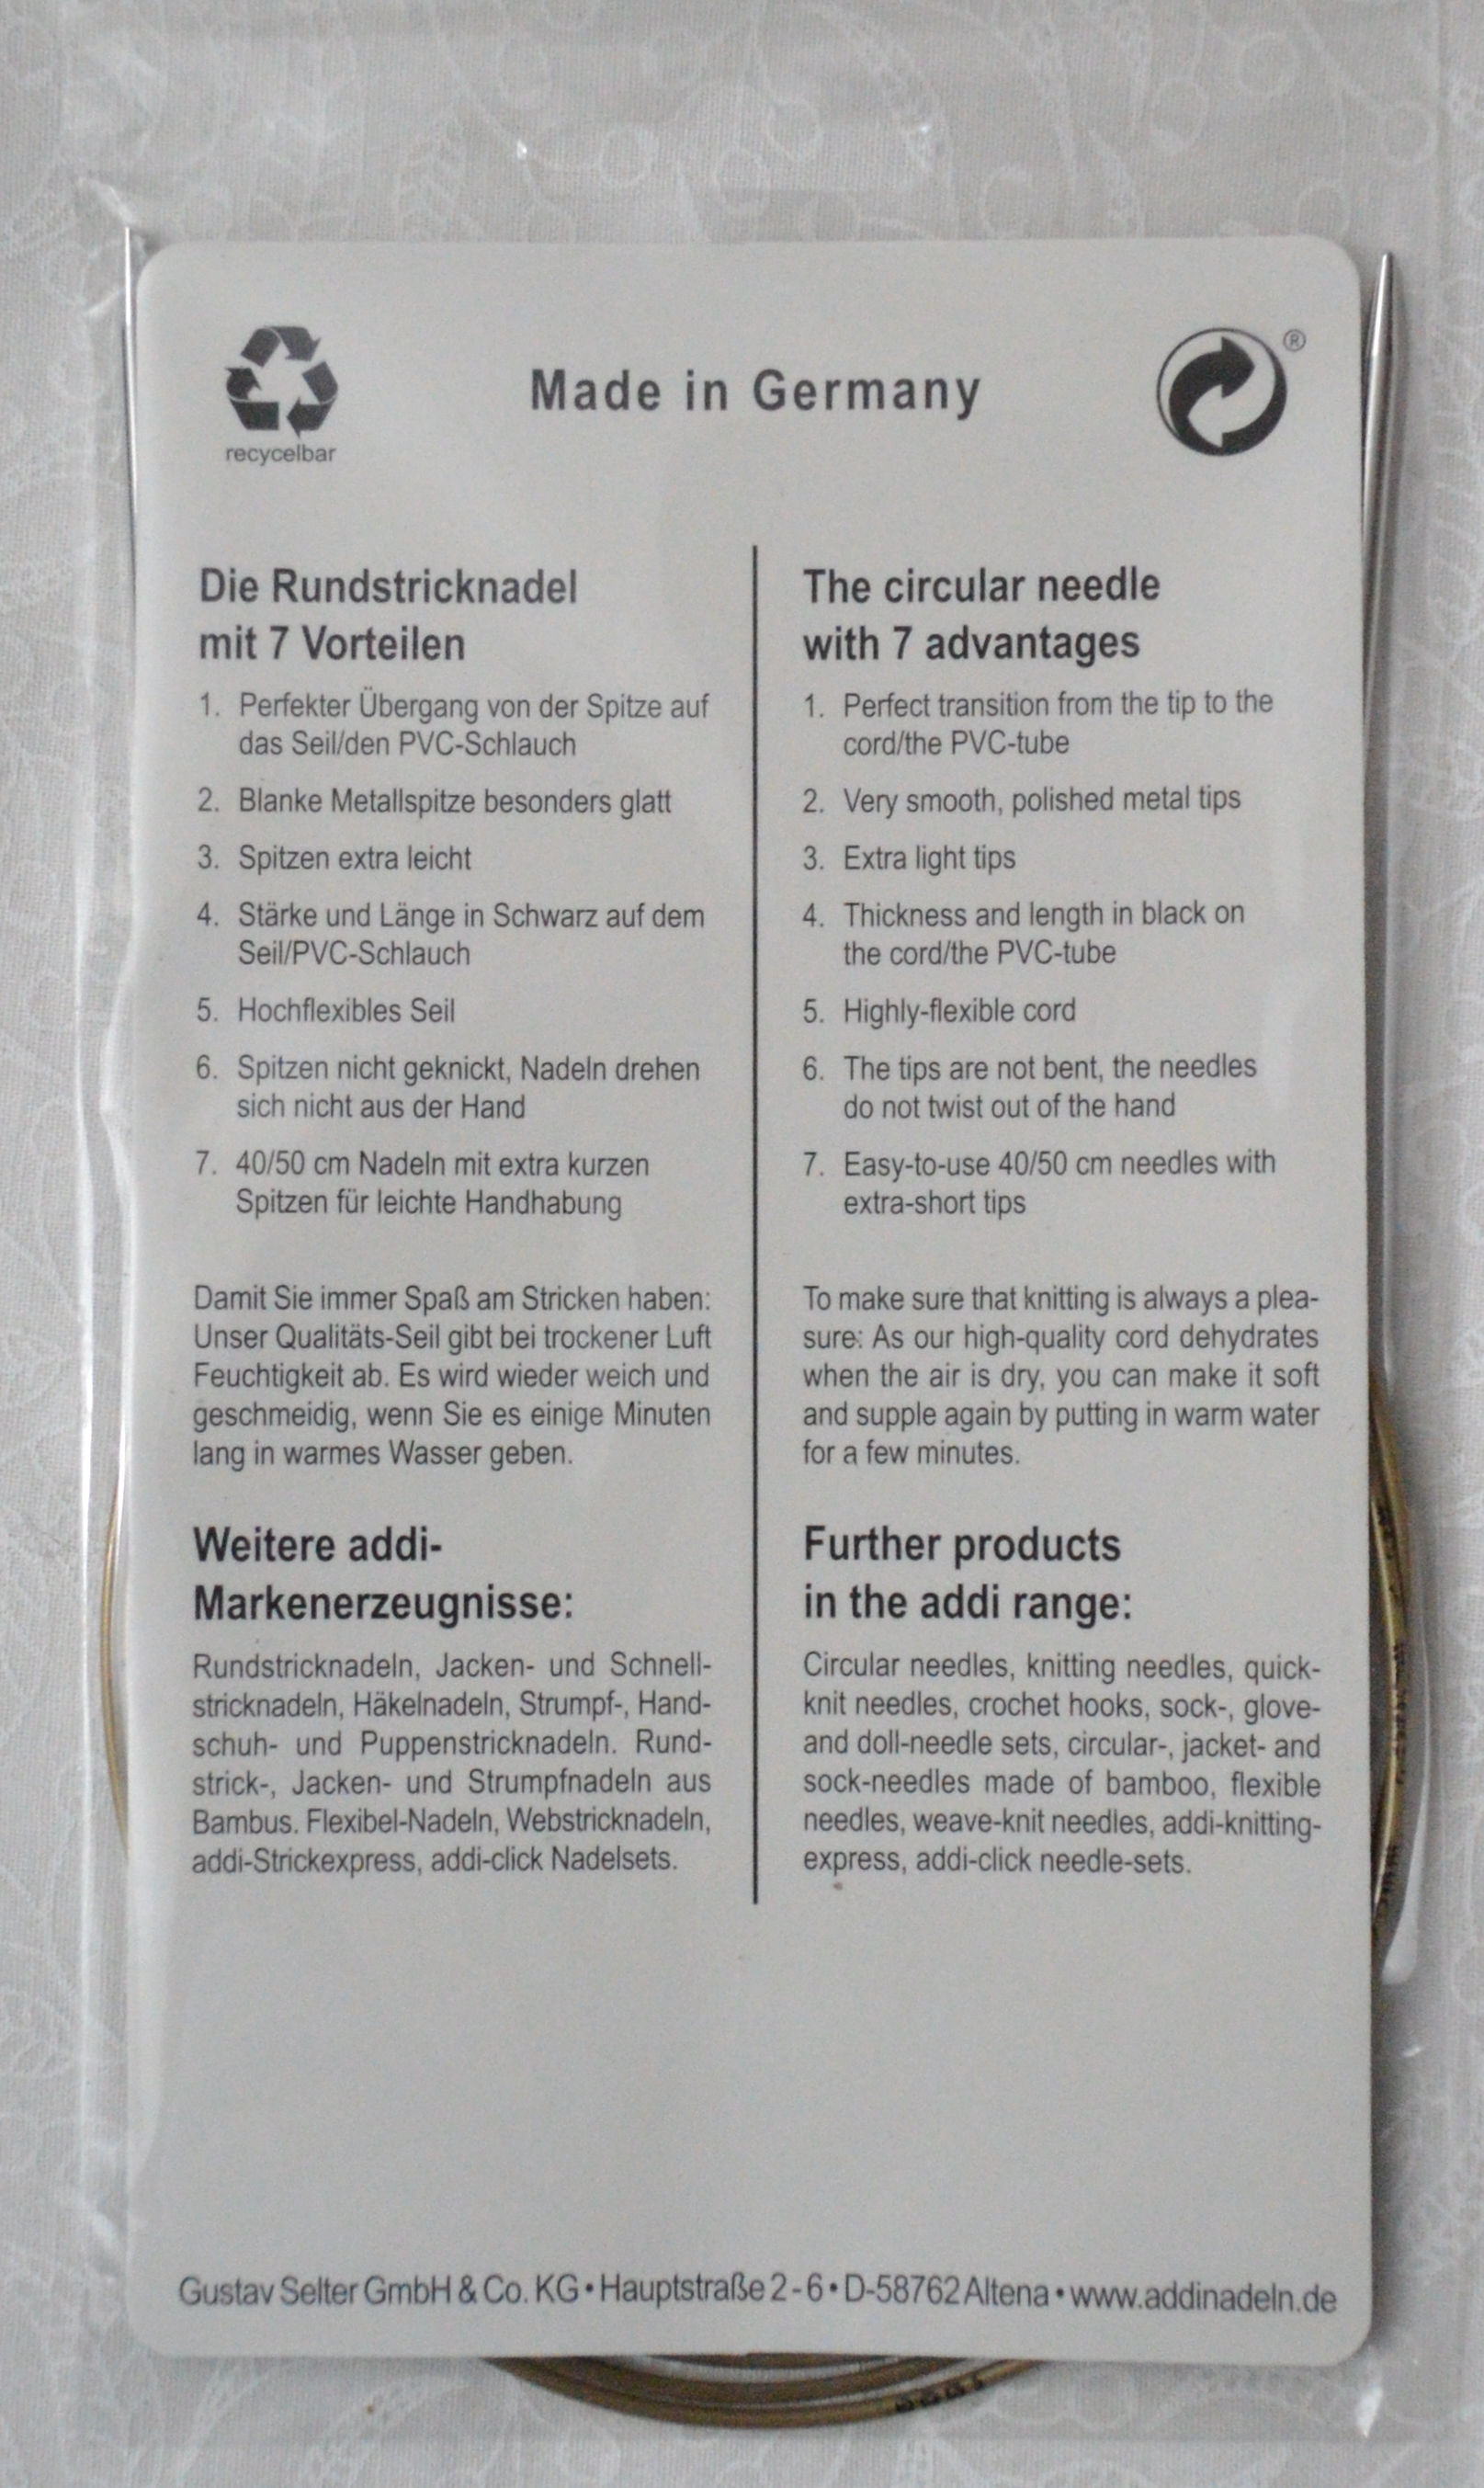 recycelbar
Made in Germany
®
Die Rundstricknadel
mit 7 Vorteilen
1. Perfekter Übergang von der Spitze auf
das Seil/den PVC-Schlauch
2. Blanke Metallspitze besonders glatt
3. Spitzen extra leicht
4. Stärke und Länge in Schwarz auf dem
Seil/PVC-Schlauch
5. Hochflexibles Seil
6. Spitzen nicht geknickt, Nadeln drehen
sich nicht aus der Hand
7. 40/50 cm Nadeln mit extra kurzen
Spitzen für leichte Handhabung
Damit Sie immer Spaß am Stricken haben:
Unser Qualitäts-Seil gibt bei trockener Luft
Feuchtigkeit ab. Es wird wieder weich und
geschmeidig, wenn Sie es einige Minuten
lang in warmes Wasser geben.
Weitere addi-
Markenerzeugnisse:
Rundstricknadeln, Jacken- und Schnell-
stricknadeln, Häkelnadeln, Strumpf-, Hand-
schuh- und Puppenstricknadeln. Rund-
strick-, Jacken- und Strumpfnadeln aus
Bambus. Flexibel-Nadeln, Webstricknadeln,
addi-Strickexpress, addi-click Nadelsets.
The circular needle
with 7 advantages
1. Perfect transition from the tip to the
cord/the PVC-tube
2. Very smooth, polished metal tips
3. Extra light tips
4. Thickness and length in black on
the cord/the PVC-tube
5. Highly-flexible cord
6. The tips are not bent, the needles
do not twist out of the hand
7. Easy-to-use 40/50 cm needles with
extra-short tips
To make sure that knitting is always a plea-
sure: As our high-quality cord dehydrates
when the air is dry, you can make it soft
and supple again by putting in warm water
for a few minutes.
Further products
in the addi range:
Circular needles, knitting needles, quick-
knit needles, crochet hooks, sock-, glove-
and doll-needle sets, circular-, jacket- and
sock-needles made of bamboo, flexible
needles, weave-knit needles, addi-knitting-
express, addi-click needle-sets.
Gustav Selter GmbH & Co. KG • Hauptstraße 2 - 6 • D-58762 Altena • www.addinadeln.de